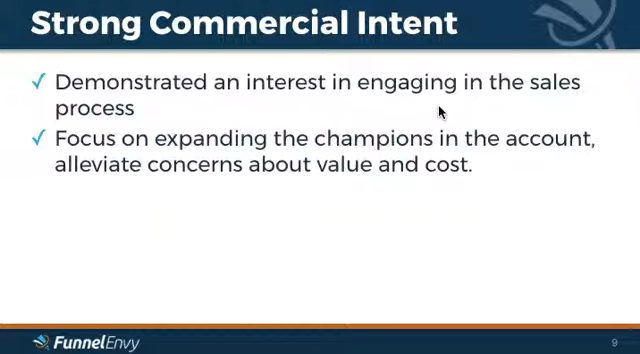 Strong Commercial Intent
✓ Demonstrated an interest in engaging in the sales
process
✓ Focus on expanding the champions in the account,
alleviate concerns about value and cost.
FunnelEnvy
9